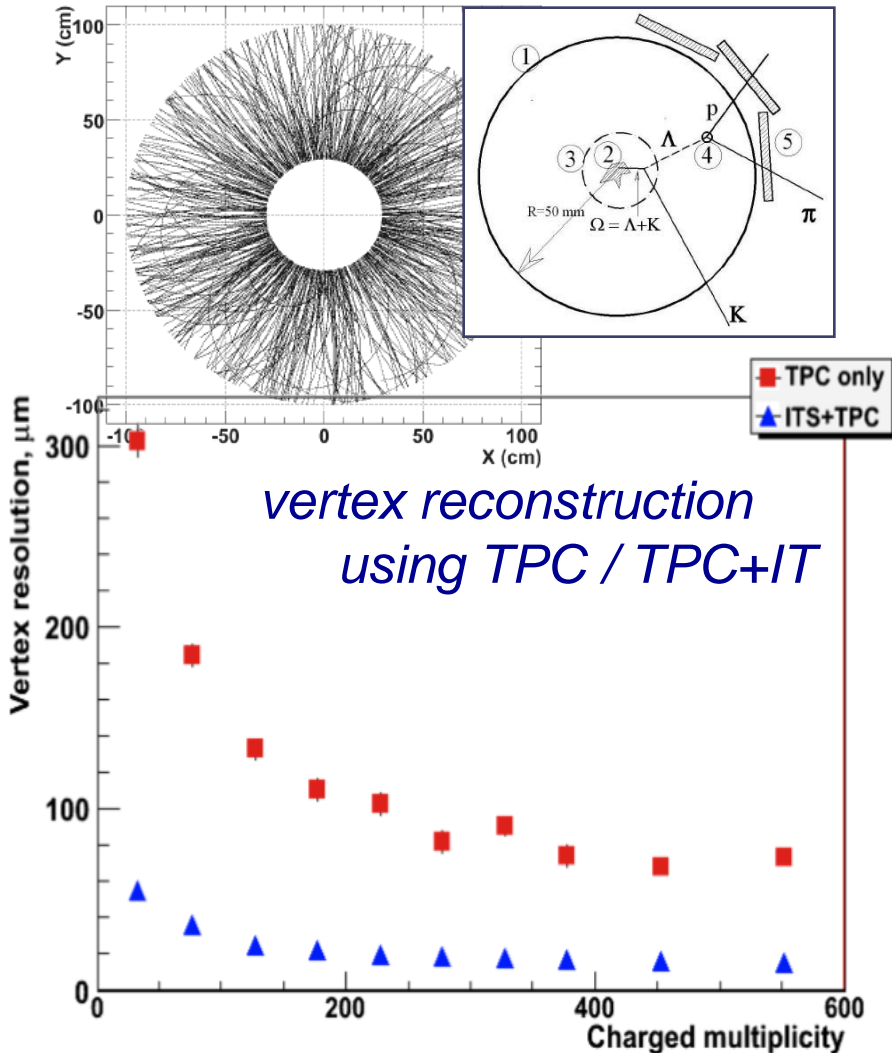 Y (cm)
100
50
0
-50
-100
-100
-50
0
50
100
X (cm)
1
2
3
4
5
p
Λ
π
K
R=50 mm
Ω = Λ+K
TPC only
ITS+TPC
vertex reconstruction
using TPC / TPC+IT
Vertex resolution, μm
300
200
100
0
0
200
400
600
Charged multiplicity